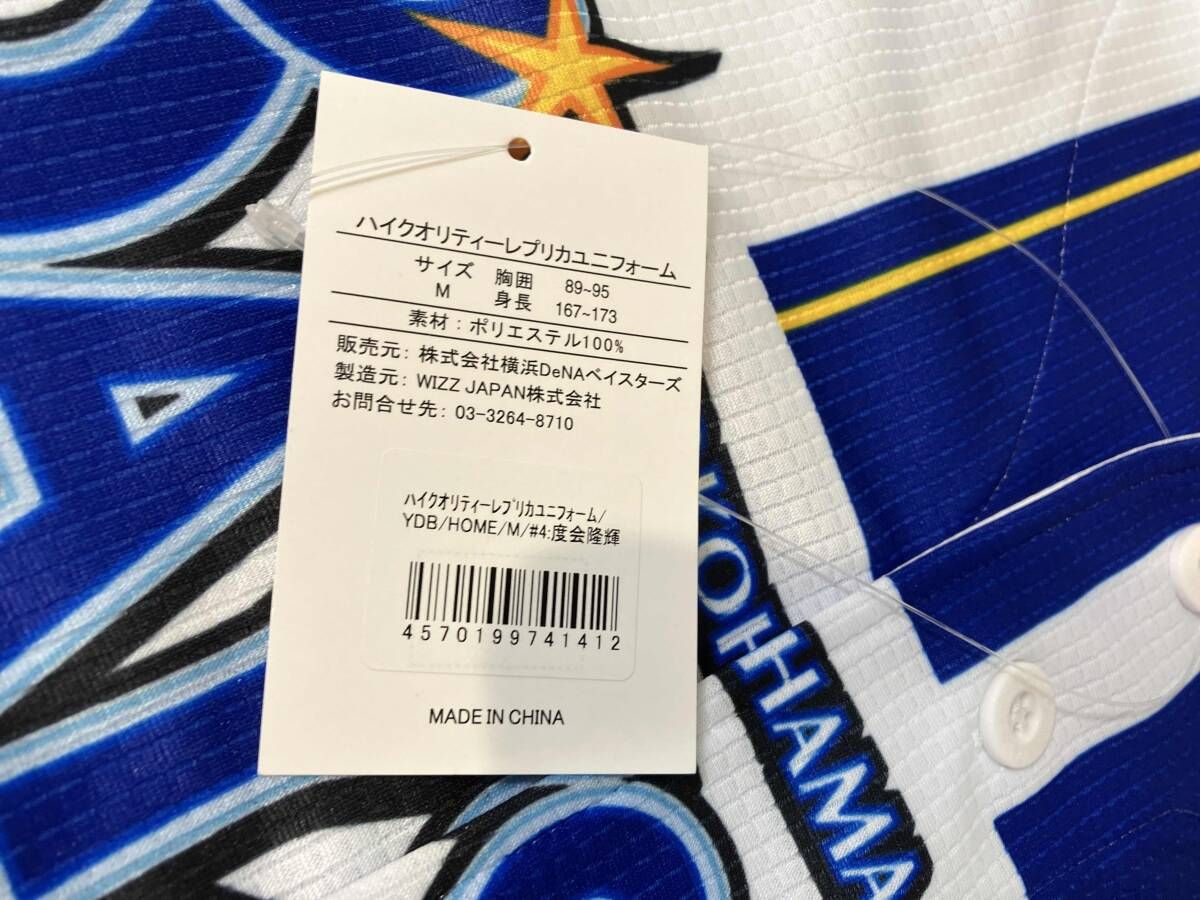 ハイクオリティーレプリカユニフォーム
サイズ 胸囲 89~95
M 身長 167~173
素材：ポリエステル100%
販売元: 株式会社横浜DeNAベイスターズ
製造元: WIZZ JAPAN株式会社
お問合せ先: 03-3264-8710
ﾊｲｸｵﾘﾃｨｰﾚﾌﾟﾘｶﾕﾆﾌｫｰﾑ/
YDB/HOME/M/#4:度会隆輝
4570199741412
MADE IN CHINA
YOKOHAMA